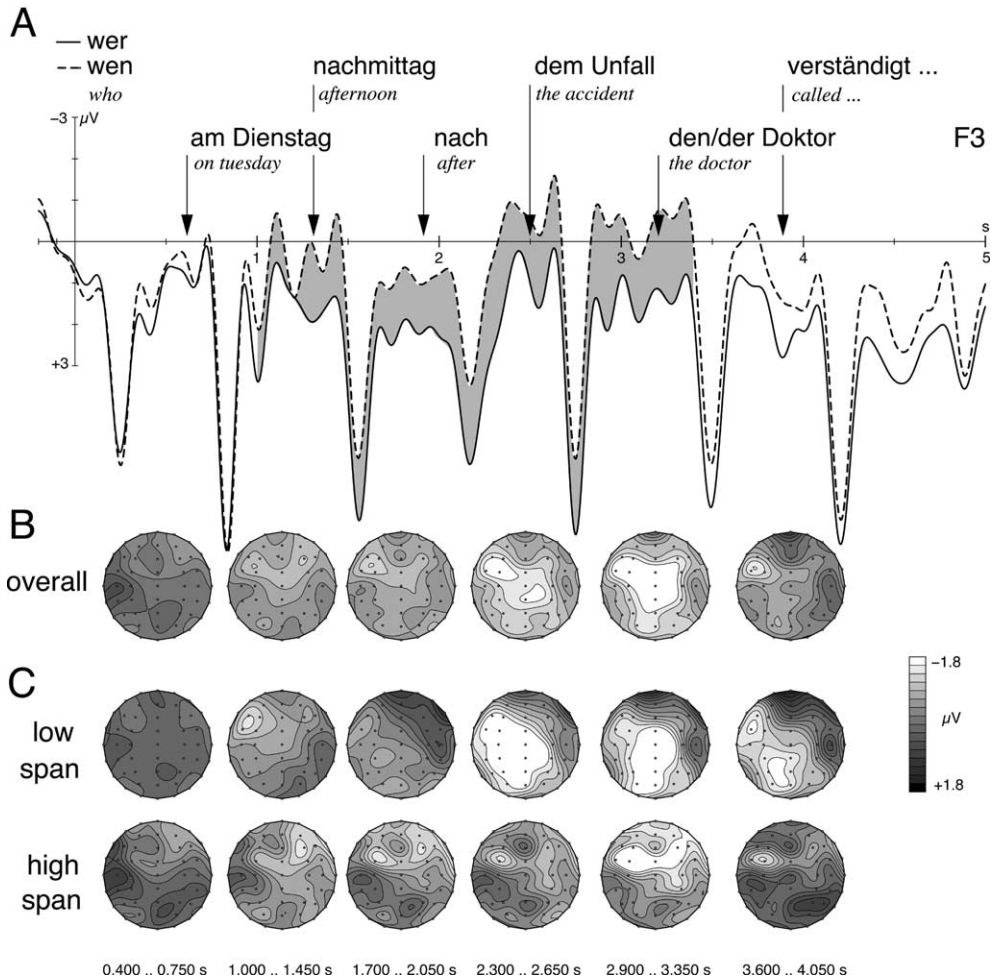 A
wer
wen
who
nachmittag
afternoon
dem Unfall
the accident
verständigt ...
called ...
−3
µV
am Dienstag
on tuesday
nach
after
den/der Doktor
the doctor
F3
s
1
2
3
4
5
+3
B
overall
C
low
span
−1.8
µV
+1.8
high
span
0.400 .. 0.750 s
1.000 .. 1.450 s
1.700 .. 2.050 s
2.300 .. 2.650 s
2.900 .. 3.350 s
3.600 .. 4.050 s